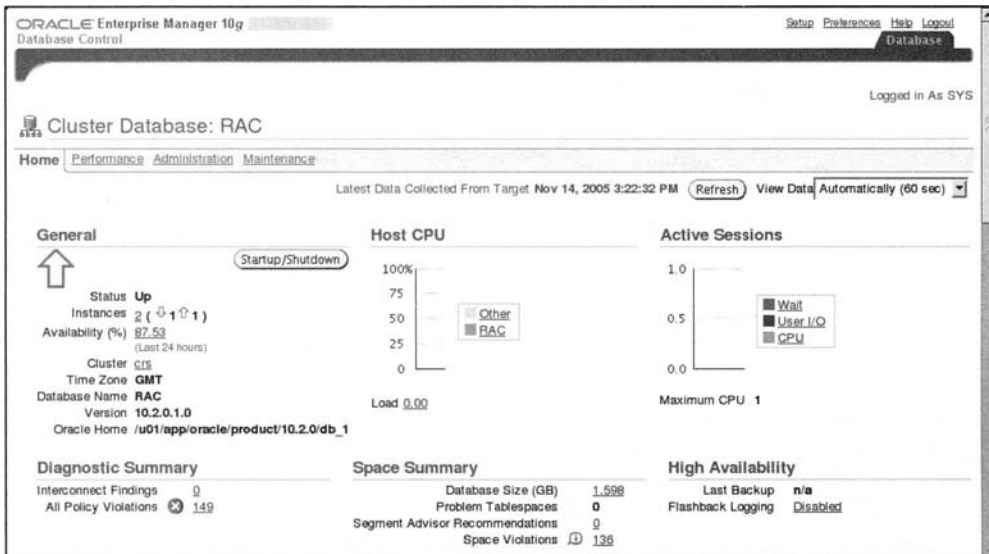 ORACLE Enterprise Manager 10g
Database Control
Setup Preferences Help Logout
Database
Logged in As SYS
Cluster Database: RAC
Home Performance Administration Maintenance
Latest Data Collected From Target Nov 14, 2005 3:22:32 PM Refresh View Data Automatically (60 sec)
General
Startup/Shutdown
Status Up
Instances 2 ( 1 1 )
Availability (%) 87.53
(Last 24 hours)
Cluster crs
Time Zone GMT
Database Name RAC
Version 10.2.0.1.0
Oracle Home /u01/app/oracle/product/10.2.0/db_1
Host CPU
100%
75
50
25
0
Other
RAC
Load 0.00
Active Sessions
1.0
0.5
0.0
Wait
User I/O
CPU
Maximum CPU 1
Diagnostic Summary
Interconnect Findings 0
All Policy Violations 149
Space Summary
Database Size (GB) 1.598
Problem Tablespaces 0
Segment Advisor Recommendations 0
Space Violations 136
High Availability
Last Backup n/a
Flashback Logging Disabled